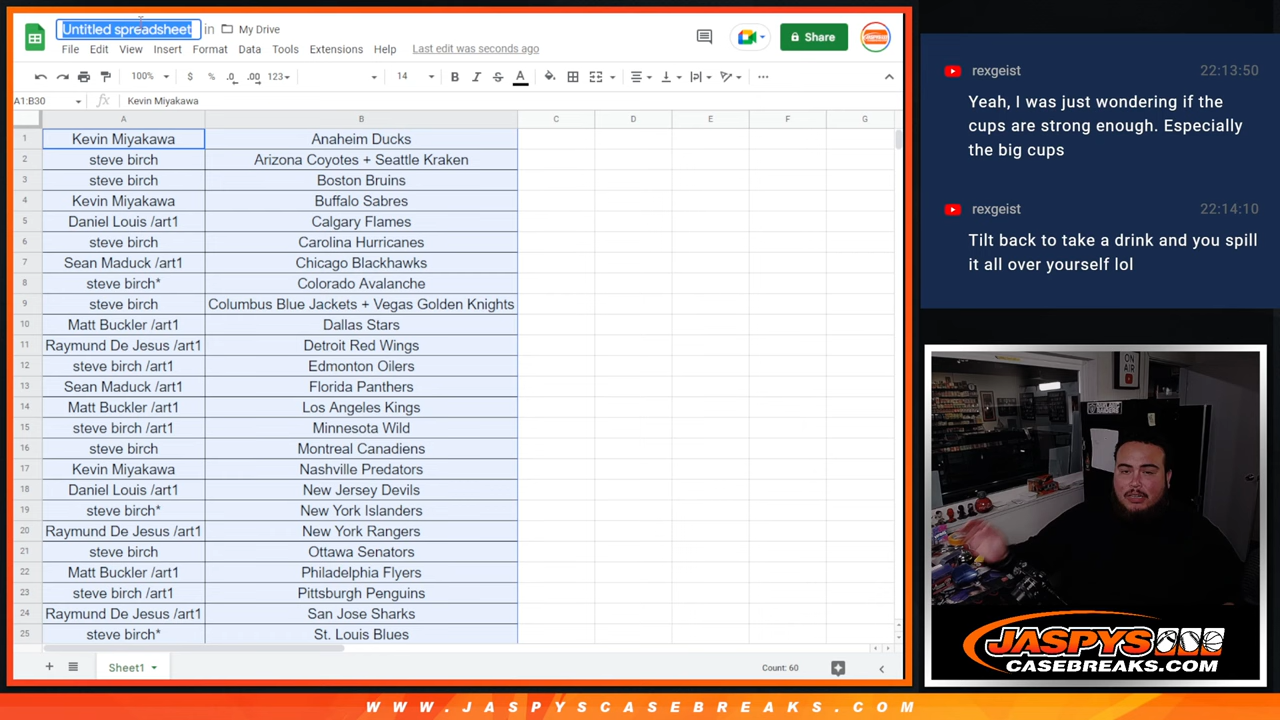 Untitled spreadsheet in My Drive
File Edit View Insert Format Data Tools Extensions Help Last edit was seconds ago
Share
100% $ % .0 .00 123 14 B I S A
A1:B30 fx Kevin Miyakawa
A B C D E F G
1 Kevin Miyakawa Anaheim Ducks
2 steve birch Arizona Coyotes + Seattle Kraken
3 steve birch Boston Bruins
4 Kevin Miyakawa Buffalo Sabres
5 Daniel Louis /art1 Calgary Flames
6 steve birch Carolina Hurricanes
7 Sean Maduck /art1 Chicago Blackhawks
8 steve birch* Colorado Avalanche
9 steve birch Columbus Blue Jackets + Vegas Golden Knights
10 Matt Buckler /art1 Dallas Stars
11 Raymund De Jesus /art1 Detroit Red Wings
12 steve birch /art1 Edmonton Oilers
13 Sean Maduck /art1 Florida Panthers
14 Matt Buckler /art1 Los Angeles Kings
15 steve birch /art1 Minnesota Wild
16 steve birch Montreal Canadiens
17 Kevin Miyakawa Nashville Predators
18 Daniel Louis /art1 New Jersey Devils
19 steve birch* New York Islanders
20 Raymund De Jesus /art1 New York Rangers
21 steve birch Ottawa Senators
22 Matt Buckler /art1 Philadelphia Flyers
23 steve birch /art1 Pittsburgh Penguins
24 Raymund De Jesus /art1 San Jose Sharks
25 steve birch* St. Louis Blues
Sheet1 Count: 60
rexgeist 22:13:50
Yeah, I was just wondering if the
cups are strong enough. Especially
the big cups
rexgeist 22:14:10
Tilt back to take a drink and you spill
it all over yourself lol
ON
AIR
JASPYS
CASEBREAKS.COM
WWW.JASPYSCASEBREAKS.COM